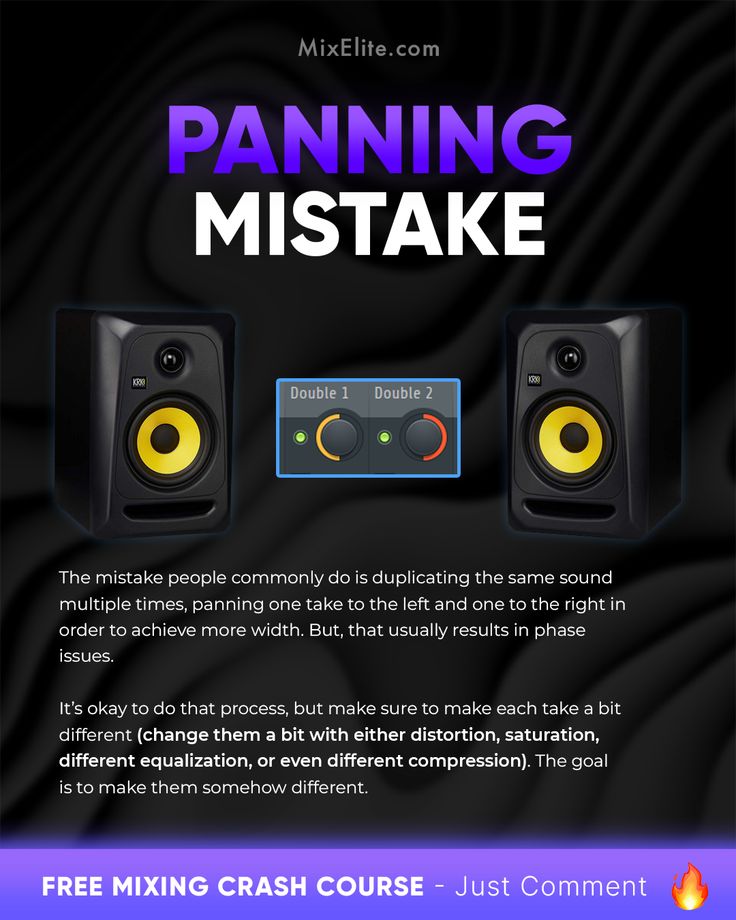 MixElite.com
PANNING
MISTAKE
KRK
KRK
Double 1
Double 2
The mistake people commonly do is duplicating the same sound
multiple times, panning one take to the left and one to the right in
order to achieve more width. But, that usually results in phase
issues.
It’s okay to do that process, but make sure to make each take a bit
different (change them a bit with either distortion, saturation,
different equalization, or even different compression). The goal
is to make them somehow different.
FREE MIXING CRASH COURSE - Just Comment 🔥